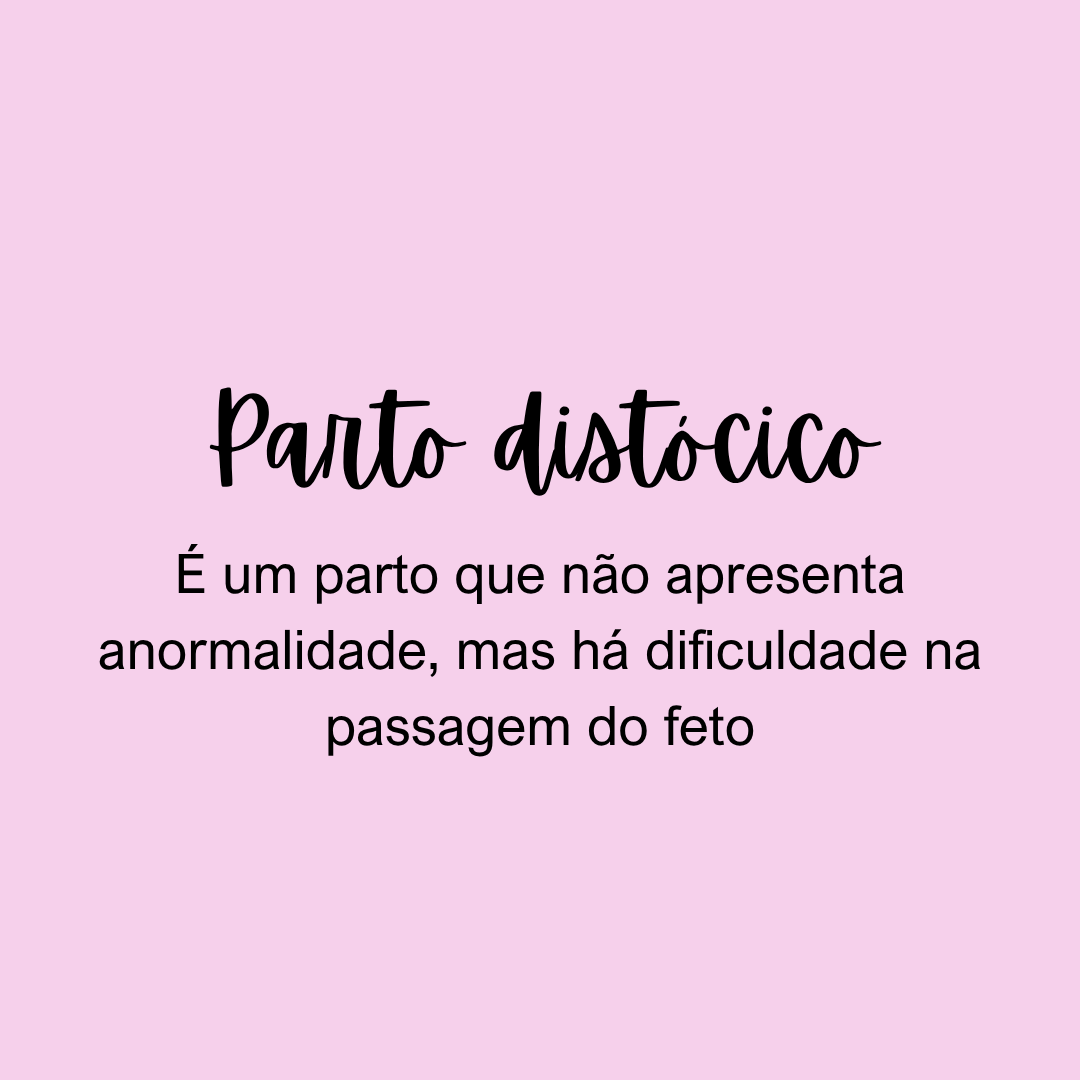 Parto distócico
É um parto que não apresenta
anormalidade, mas há dificuldade na
passagem do feto